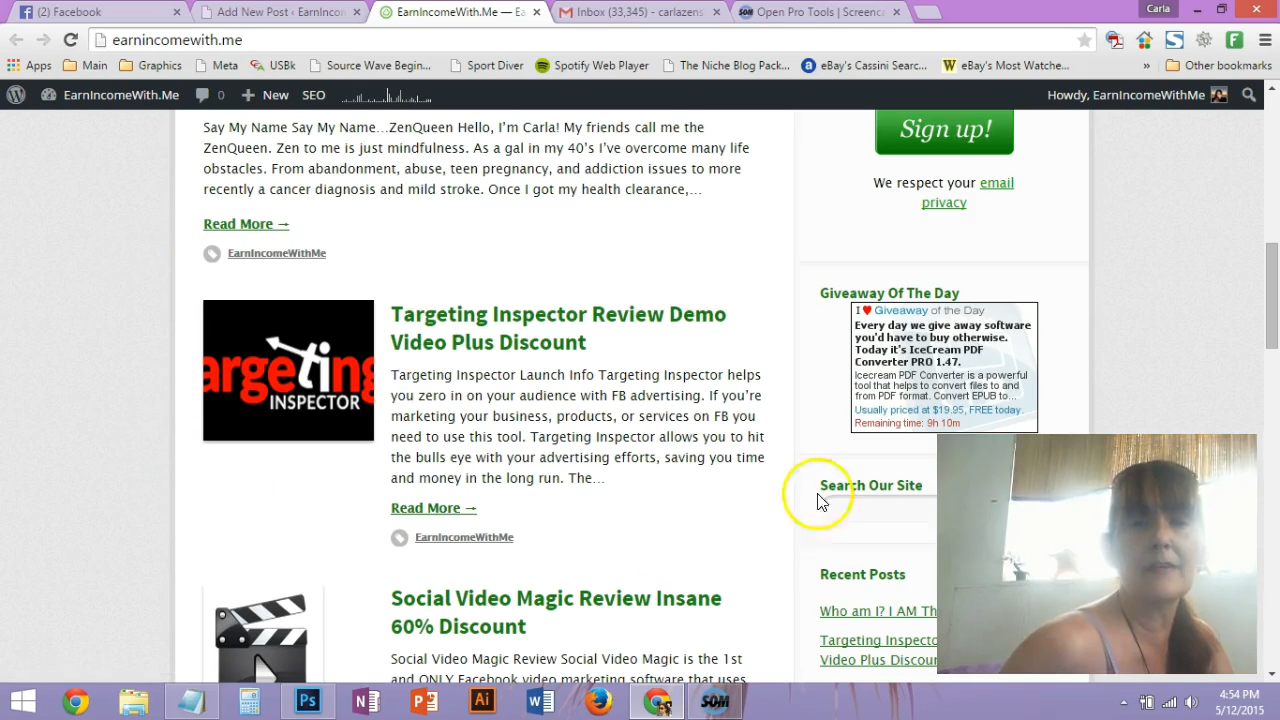 Facebook
Add New Post ‹ EarnIncom
EarnIncomeWith.Me — Ea
Inbox (33,345) - carlazens
Open Pro Tools | Screenca
Carla
earnincomewith.me
Apps
Main
Graphics
Meta
USBk
Source Wave Begin...
Sport Diver
Spotify Web Player
The Niche Blog Pack...
eBay's Cassini Searc...
eBay's Most Watche...
»
Other bookmarks
EarnIncomeWith.Me
0
New
SEO
Howdy, EarnIncomeWithMe
Say My Name Say My Name…ZenQueen Hello, I'm Carla! My friends call me the
ZenQueen. Zen to me is just mindfulness. As a gal in my 40's I've overcome many life
obstacles. From abandonment, abuse, teen pregnancy, and addiction issues to more
recently a cancer diagnosis and mild stroke. Once I got my health clearance,…
Read More →
EarnIncomeWithMe
Targeting
INSPECTOR
Targeting Inspector Review Demo
Video Plus Discount
Targeting Inspector Launch Info Targeting Inspector helps
you zero in on your audience with FB advertising. If you're
marketing your business, products, or services on FB you
need to use this tool. Targeting Inspector allows you to hit
the bulls eye with your advertising efforts, saving you time
and money in the long run. The…
Read More →
EarnIncomeWithMe
Social Video Magic Review Insane
60% Discount
Social Video Magic Review Social Video Magic is the 1st
and ONLY Facebook video marketing software that uses
Sign up!
We respect your email
privacy
Giveaway Of The Day
I ♥ Giveaway of the Day
Every day we give away software
you'd have to buy otherwise.
Today it's IceCream PDF
Converter PRO 1.47.
Icecream PDF Converter is a powerful
tool that helps to convert files to and
from PDF format. Convert EPUB to...
Usually priced at $19.95, FREE today.
Remaining time: 9h 10m
Search Our Site
Recent Posts
Who am I? I AM Th
Targeting Inspecto
Video Plus Discoun
4:54 PM
5/12/2015